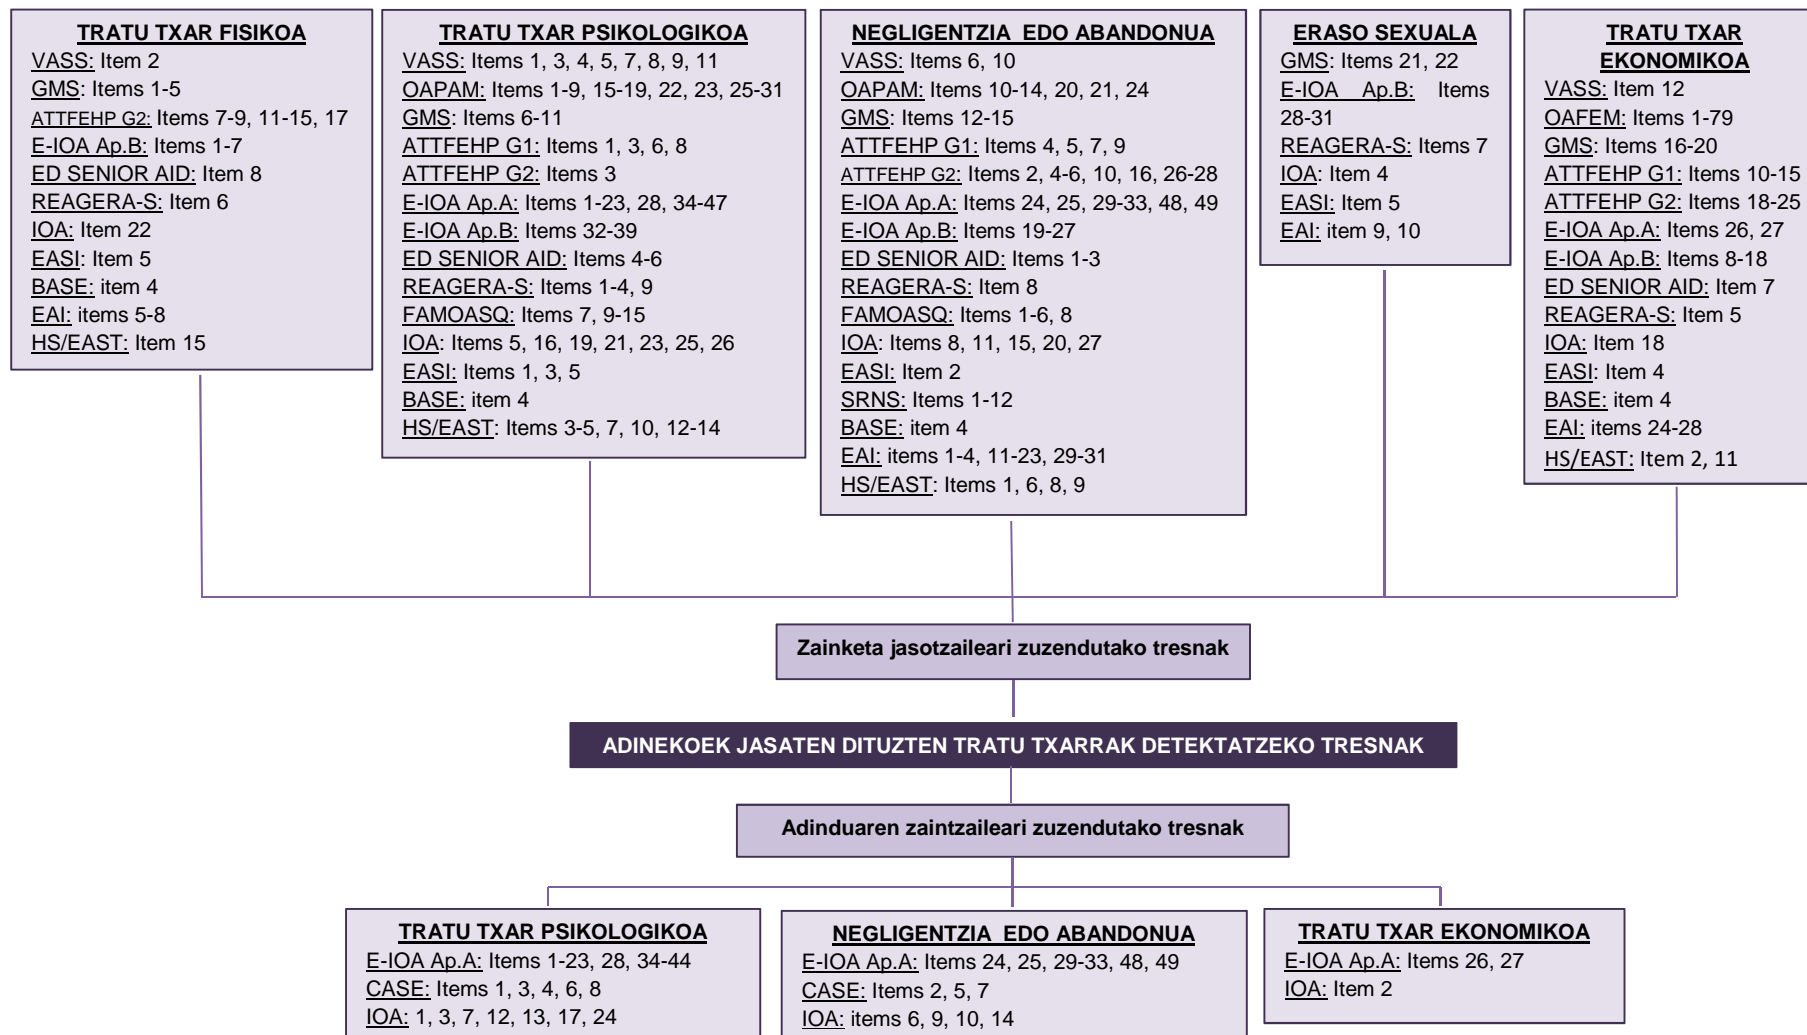 TRATU TXAR FISIKOA
VASS: Item 2
GMS: Items 1-5
ATTFEHP G2: Items 7-9, 11-15, 17
E-IOA Ap.B: Items 1-7
ED SENIOR AID: Item 8
REAGERA-S: Item 6
IOA: Item 22
EASI: Item 5
BASE: item 4
EAI: items 5-8
HS/EAST: Item 15
TRATU TXAR PSIKOLOGIKOA
VASS: Items 1, 3, 4, 5, 7, 8, 9, 11
OAPAM: Items 1-9, 15-19, 22, 23, 25-31
GMS: Items 6-11
ATTFEHP G1: Items 1, 3, 6, 8
ATTFEHP G2: Items 3
E-IOA Ap.A: Items 1-23, 28, 34-47
E-IOA Ap.B: Items 32-39
ED SENIOR AID: Items 4-6
REAGERA-S: Items 1-4, 9
FAMOASQ: Items 7, 9-15
IOA: Items 5, 16, 19, 21, 23, 25, 26
EASI: Items 1, 3, 5
BASE: item 4
HS/EAST: Items 3-5, 7, 10, 12-14
NEGLIGENTZIA EDO ABANDONUA
VASS: Items 6, 10
OAPAM: Items 10-14, 20, 21, 24
GMS: Items 12-15
ATTFEHP G1: Items 4, 5, 7, 9
ATTFEHP G2: Items 2, 4-6, 10, 16, 26-28
E-IOA Ap.A: Items 24, 25, 29-33, 48, 49
E-IOA Ap.B: Items 19-27
ED SENIOR AID: Items 1-3
REAGERA-S: Item 8
FAMOASQ: Items 1-6, 8
IOA: Items 8, 11, 15, 20, 27
EASI: Item 2
SRNS: Items 1-12
BASE: item 4
EAI: items 1-4, 11-23, 29-31
HS/EAST: Items 1, 6, 8, 9
ERASO SEXUALA
GMS: Items 21, 22
E-IOA Ap.B: Items
28-31
REAGERA-S: Items 7
IOA: Item 4
EASI: Item 5
EAI: item 9, 10
TRATU TXAR
EKONOMIKOA
VASS: Item 12
OAFEM: Items 1-79
GMS: Items 16-20
ATTFEHP G1: Items 10-15
ATTFEHP G2: Items 18-25
E-IOA Ap.A: Items 26, 27
E-IOA Ap.B: Items 8-18
ED SENIOR AID: Item 7
REAGERA-S: Item 5
IOA: Item 18
EASI: Item 4
BASE: item 4
EAI: items 24-28
HS/EAST: Item 2, 11
Zainketa jasotzaileari zuzendutako tresnak
ADINEKOEK JASATEN DITUZTEN TRATU TXARRAK DETEKTATZEKO TRESNAK
Adinduaren zaintzaileari zuzendutako tresnak
TRATU TXAR PSIKOLOGIKOA
E-IOA Ap.A: Items 1-23, 28, 34-44
CASE: Items 1, 3, 4, 6, 8
IOA: 1, 3, 7, 12, 13, 17, 24
NEGLIGENTZIA EDO ABANDONUA
E-IOA Ap.A: Items 24, 25, 29-33, 48, 49
CASE: Items 2, 5, 7
IOA: items 6, 9, 10, 14
TRATU TXAR EKONOMIKOA
E-IOA Ap.A: Items 26, 27
IOA: Item 2